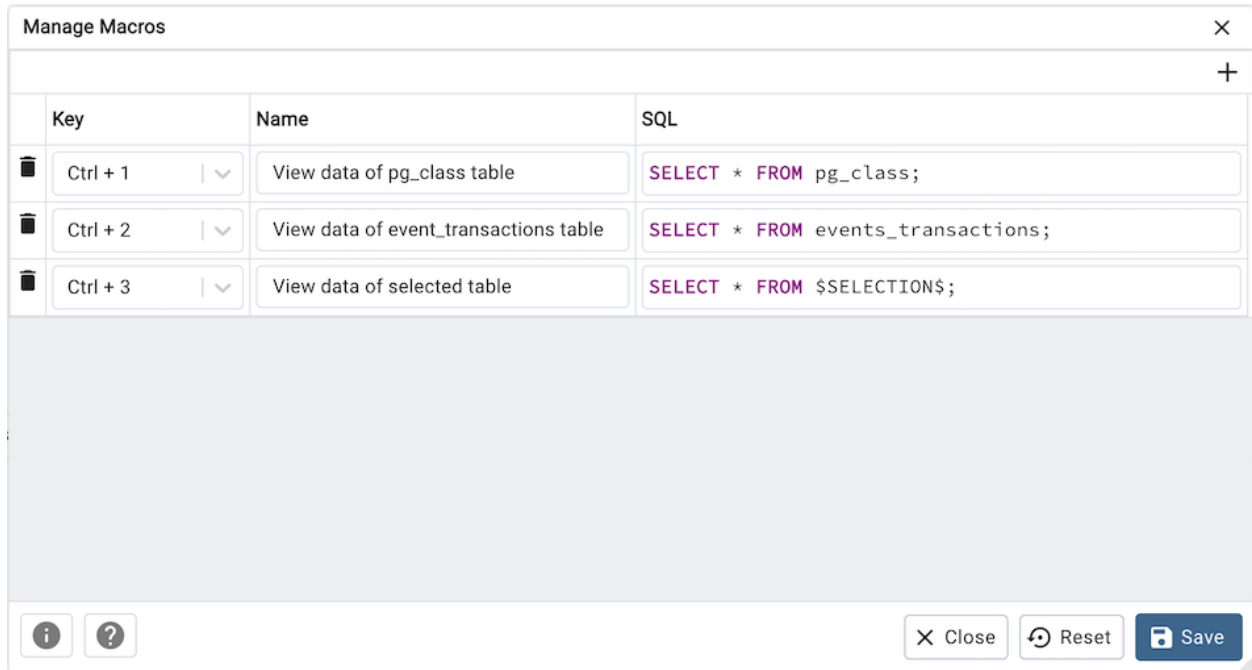 Manage Macros
Key Name SQL
Ctrl + 1 View data of pg_class table SELECT * FROM pg_class;
Ctrl + 2 View data of event_transactions table SELECT * FROM events_transactions;
Ctrl + 3 View data of selected table SELECT * FROM $SELECTION$;
Close Reset Save